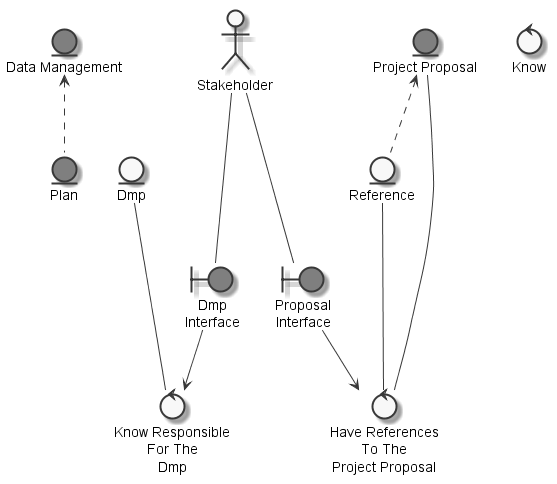 Data Management
Stakeholder
Project Proposal
Know
Plan
Dmp
Reference
Dmp
Interface
Proposal
Interface
Know Responsible
For The
Dmp
Have References
To The
Project Proposal